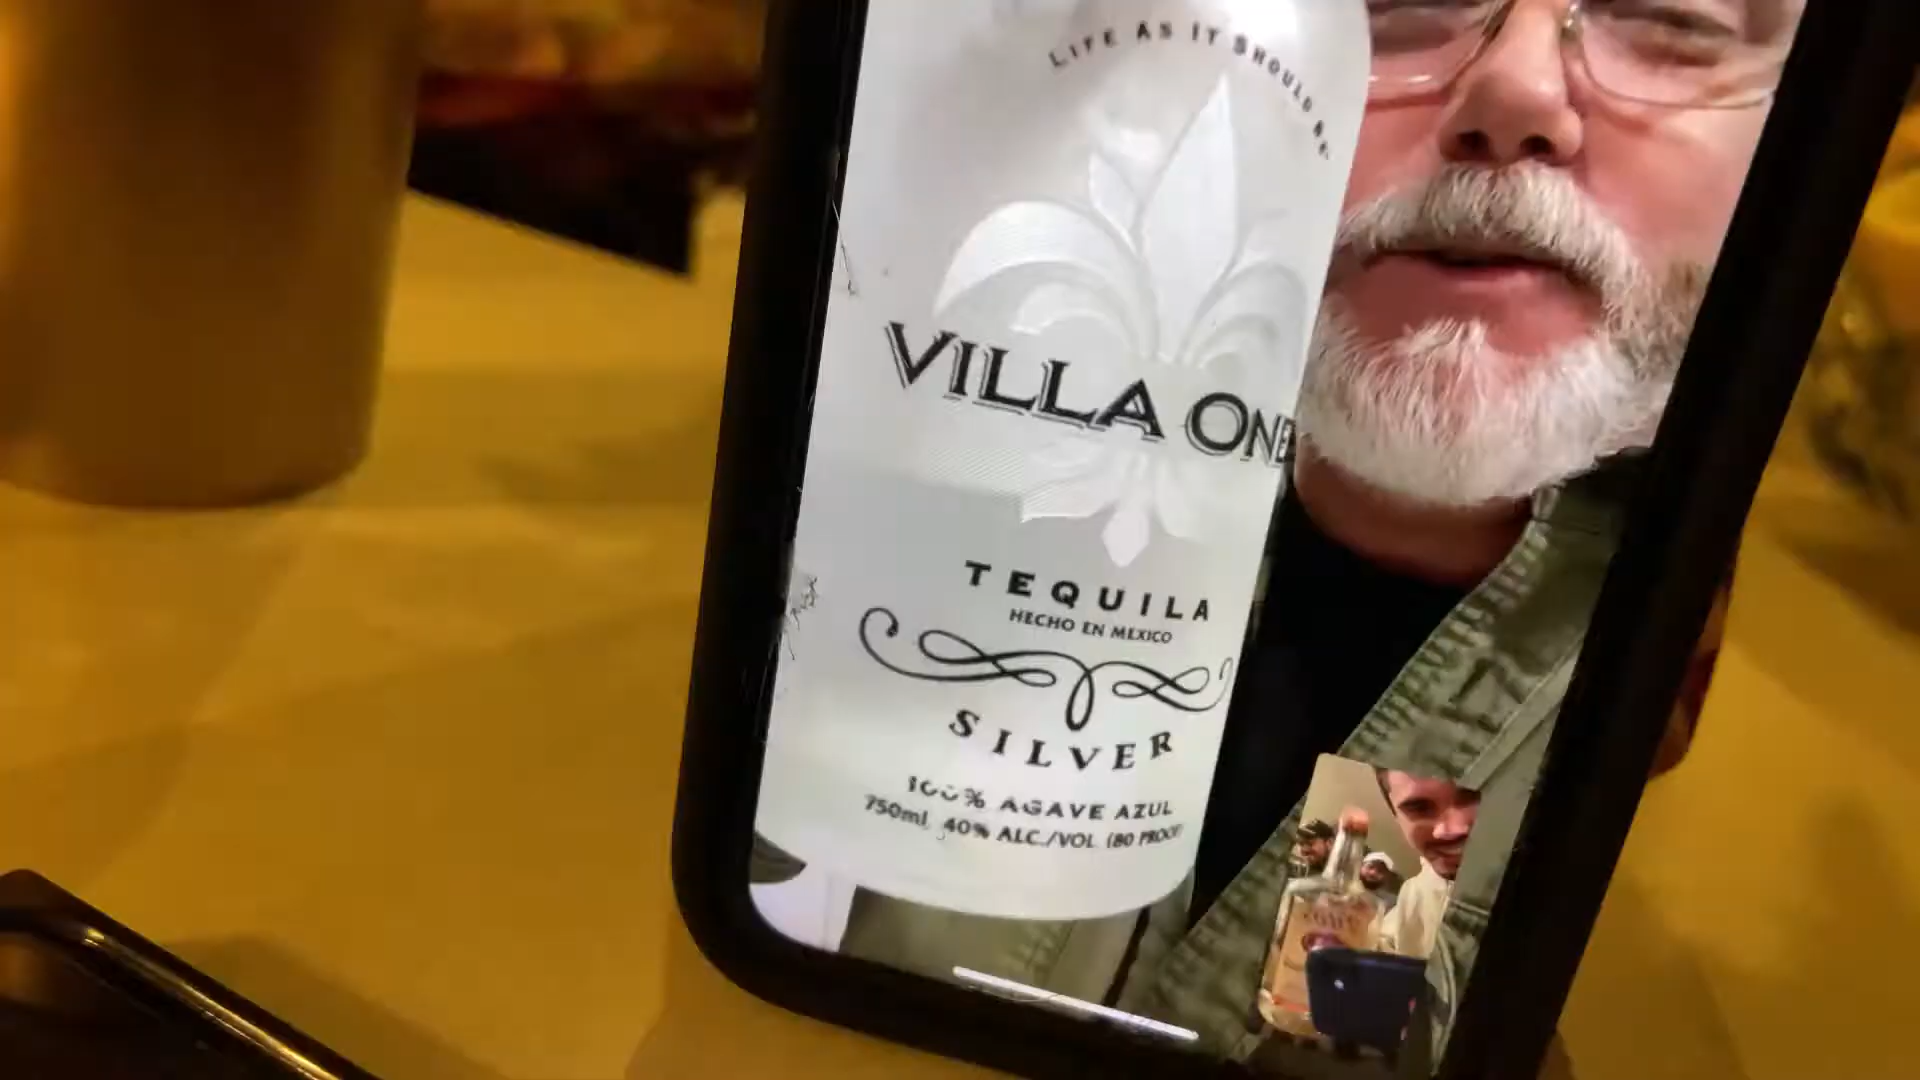 LIFE AS IT SHOULD BE.
VILLA ONE
TEQUILA
HECHO EN MEXICO
SILVER
100% AGAVE AZUL
750ml 40% ALC./VOL (80 PROOF)